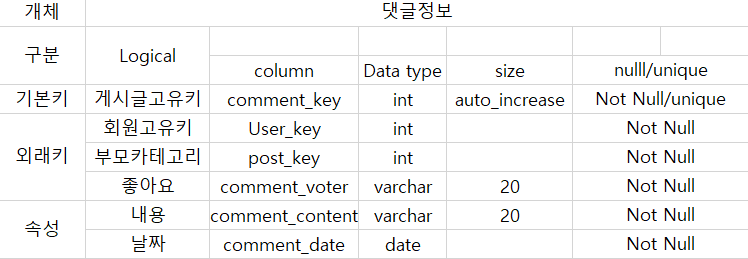 개체 댓글정보
구분 Logical column Data type size nulll/unique
기본키 게시글고유키 comment_key int auto_increase Not Null/unique
외래키 회원고유키 User_key int Not Null
부모카테고리 post_key int Not Null
좋아요 comment_voter varchar 20 Not Null
속성 내용 comment_content varchar 20 Not Null
날짜 comment_date date Not Null